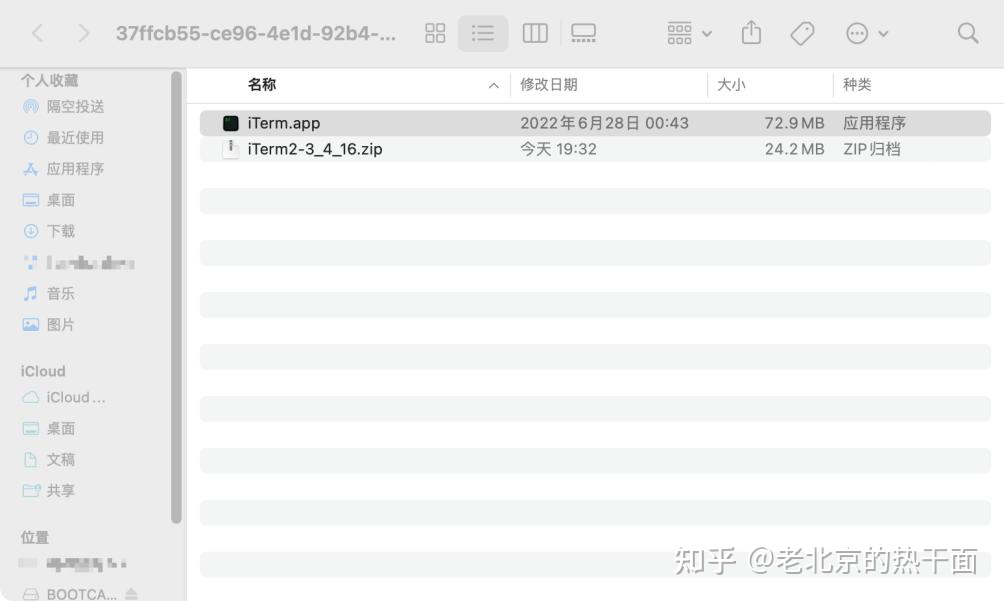 37ffcb55-ce96-4e1d-92b4-...
个人收藏
隔空投送
最近使用
应用程序
桌面
下载
音乐
图片
iCloud
iCloud ...
桌面
文稿
共享
位置
BOOTCA...
名称 修改日期 大小 种类
iTerm.app 2022年6月28日 00:43 72.9 MB 应用程序
iTerm2-3_4_16.zip 今天 19:32 24.2 MB ZIP归档
知乎 @老北京的热干面